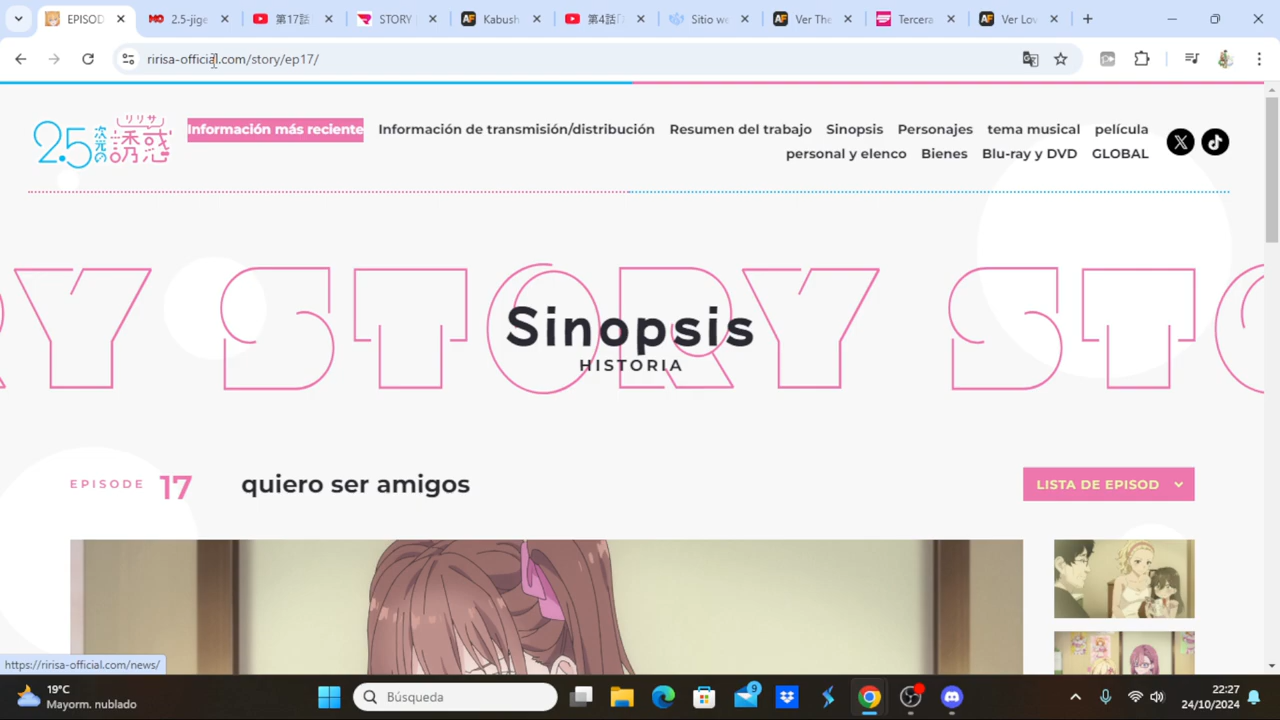 EPISOD
2.5-jige
第17話
STORY
Kabush
第4話「
Sitio we
Ver The
Tercera
Ver Lov
ririsa-official.com/story/ep17/
2.5次元の誘惑
リリサ
Información más reciente
Información de transmisión/distribución
Resumen del trabajo
Sinopsis
Personajes
tema musical
película
personal y elenco
Bienes
Blu-ray y DVD
GLOBAL
RY STORY STO
Sinopsis
HISTORIA
EPISODE 17
quiero ser amigos
LISTA DE EPISOD
https://ririsa-official.com/news/
19°C
Mayorm. nublado
Búsqueda
9
22:27
24/10/2024